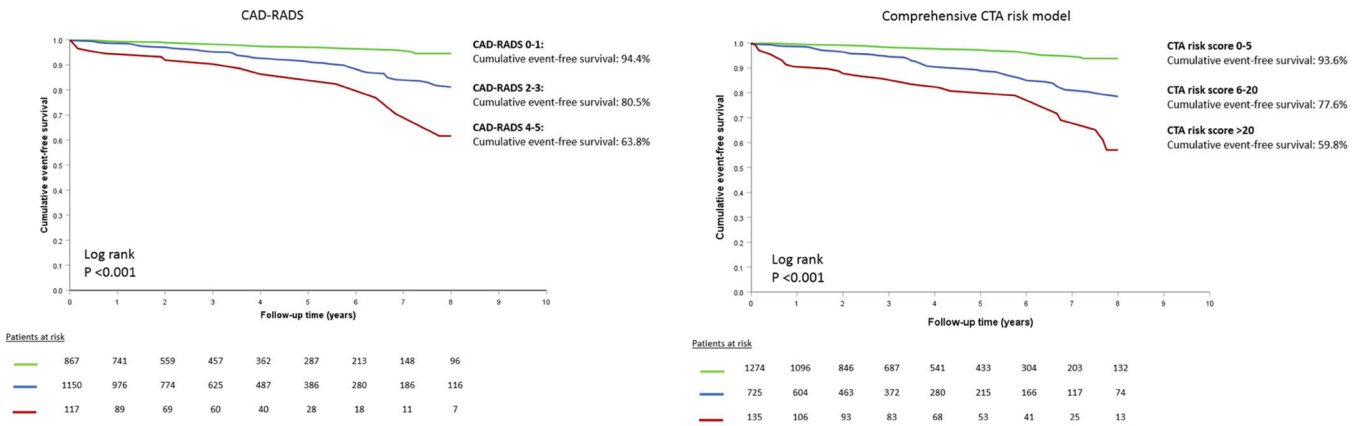 CAD-RADS
Cumulative event-free survival
1.0
0.9
0.8
0.7
0.6
0.5
0.4
0.3
0.2
0.1
0.0
Log rank
P <0.001
0 1 2 3 4 5 6 7 8 9 10
Follow-up time (years)
CAD-RADS 0-1:
Cumulative event-free survival: 94.4%
CAD-RADS 2-3:
Cumulative event-free survival: 80.5%
CAD-RADS 4-5:
Cumulative event-free survival: 63.8%
Patients at risk
867 741 559 457 362 287 213 148 96
1150 976 774 625 487 386 280 186 116
117 89 69 60 40 28 18 11 7
Comprehensive CTA risk model
Cumulative event-free survival
1.0
0.9
0.8
0.7
0.6
0.5
0.4
0.3
0.2
0.1
0.0
Log rank
P <0.001
0 1 2 3 4 5 6 7 8 9 10
Follow-up time (years)
CTA risk score 0-5
Cumulative event-free survival: 93.6%
CTA risk score 6-20
Cumulative event-free survival: 77.6%
CTA risk score >20
Cumulative event-free survival: 59.8%
Patients at risk
1274 1096 846 687 541 433 304 203 132
725 604 463 372 280 215 166 117 74
135 106 93 83 68 53 41 25 13